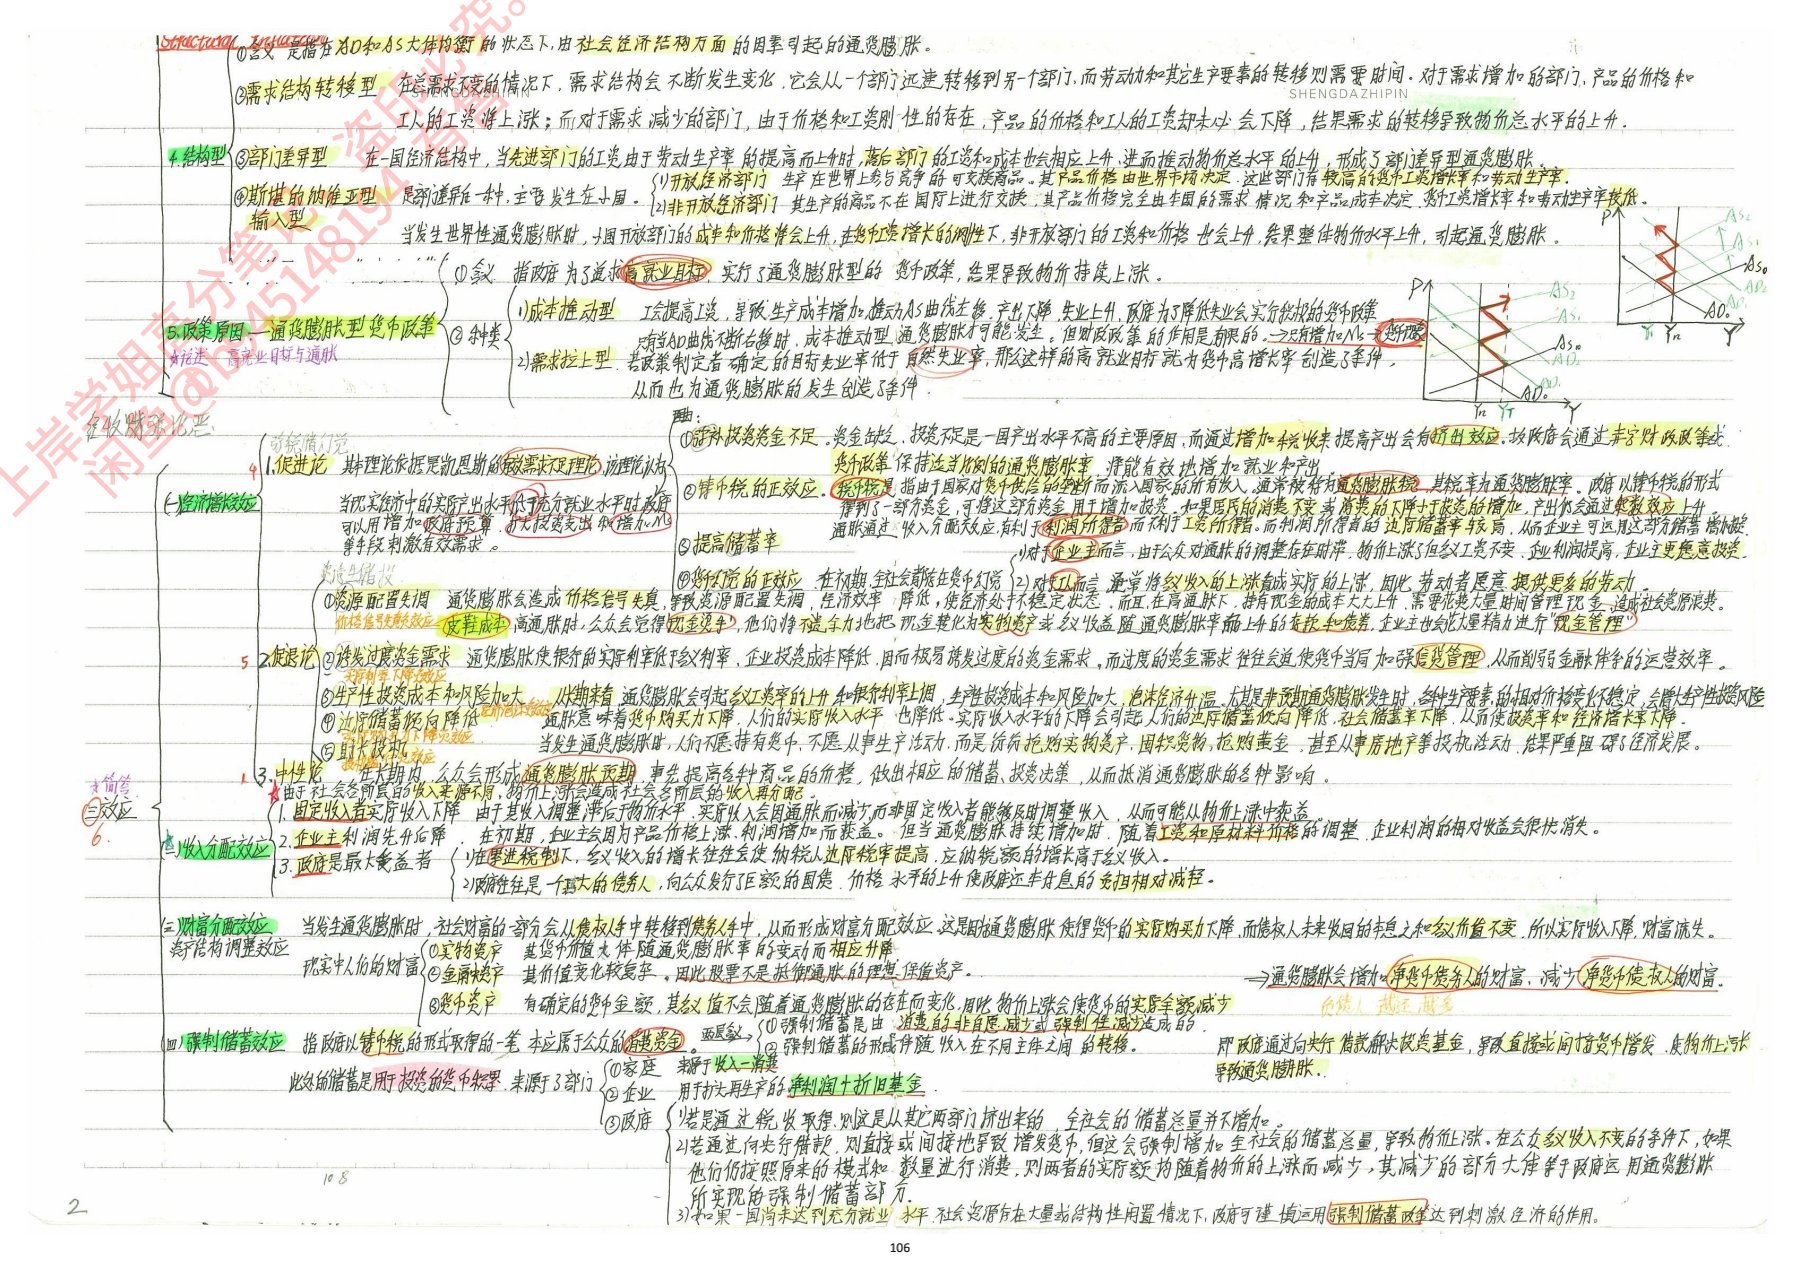 Structural Inflation
①含义 是指在AD和AS大体均衡的状态下,由社会经济结构方面的因素引起的通货膨胀。
②需求结构转移型 在总需求不变的情况下,需求结构会不断发生变化,它会从一个部门迅速转移到另一个部门,而劳动力和其它生产要素的转移则需要时间。对于需求增加的部门,产品的价格和
SHENGDAZHIPIN
SHENGDAZHIPIN
工人的工资将上涨;而对于需求减少的部门,由于价格和工资刚性的存在,产品的价格和工人的工资却未必会下降,结果需求的转移导致物价总水平的上升.
4.结构型
③部门差异型 在一国经济结构中,当先进部门的工资由于劳动生产率的提高而上升时,落后部门的工资和成本也会相应上升,进而推动物价总水平的上升,形成了部门差异型通货膨胀。
④斯堪的纳维亚型 是部门差异的一种,主要发生在小国。
输入型
1)开放经济部门 生产在世界上参与竞争的可交换商品。其产品价格由世界市场决定.这些部门有较高的货币工资增长率和劳动生产率.
2)非开放经济部门 其生产的商品不在国际上进行交换,其产品价格完全由本国的需求情况和产品成本决定.货币工资增长率和劳动生产率较低.
当发生世界性通货膨胀时,小国开放部门的成本和价格将会上升,在货币工资增长的刚性下,非开放部门的工资和价格也会上升,结果整体物价水平上升,引起通货膨胀。
P AS₂ AS₁ AS₀ AD₂ AD₁ AD₀ Y₁ Yn Y
5.政策原因—通货膨胀型货币政策
☆论述 高就业目标与通胀
①含义 指政府为了追求高就业目标,实行了通货膨胀型的货币政策,结果导致物价持续上涨。
②种类
1)成本推动型 工会提高工资,导致生产成本增加,推动AS曲线左移,产出下降,失业上升,政府为了降低失业会实行积极的货币政策
只有当AD曲线不断右移时,成本推动型通货膨胀才可能发生。但财政政策的作用是有限的.→只有增加Ms→货币现象
2)需求拉上型 若政策制定者确定的目标失业率低于自然失业率,那么这样的高就业目标就为货币高增长率创造了条件,
从而也为通货膨胀的发生创造了条件.
P AS₂ AS₁ AS₀ AD₂ AD₁ AD₀ Yn YT Y
三效应
6.
☆简答
(一)经济增长效应
4
1.促进论 其本理论依据是凯恩斯的有效需求不足理论,该理论认为
当现实经济中的实际产出水平低于充分就业水平时,政府
可以用增加政府预算、扩大投资支出和增加Ms
等手段刺激有效需求。
理由:
①弥补投资资金不足.资金缺乏、投资不足是一国产出水平不高的主要原因,而通过增加税收来提高产出会有挤出效应.故政府会通过赤字财政政策或
货币政策保持适当比例的通货膨胀率,将能有效地增加就业和产出.
②铸币税的正效应.铸币税是指由于国家对货币供给的垄断而流入国家的所有收入.通常被称为通货膨胀税.其税率为通货膨胀率.政府以铸币税的形式
得到了一部分资金,可将这部分资金用于增加投资.如果居民的消费不变或消费的下降小于投资的增加,产出仍会通过乘数效应上升.
③提高储蓄率 通胀通过收入分配效应,有利于利润所得者而不利于工资所得者,而利润所得者的边际储蓄率较高,从而企业主可运用这部分储蓄增加投资.
④货币幻觉的正效应 在初期,全社会都存在货币幻觉
1)对于企业主而言,由于公众对通胀的调整存在时滞,物价上涨了但名义工资不变,企业利润提高,企业主更愿意投资.
2)对工人而言,通常将名义收入的上涨看成实际的上涨,因此,劳动者愿意提供更多的劳动.
5
2.促退论
①资源配置失调 通货膨胀会造成价格信号失真,导致资源配置失调,经济效率降低,使经济处于不稳定状态.而且,在高通胀下,持有现金的成本大大上升,需要花费大量时间管理现金,造成社会资源浪费。
价格信号失真效应
皮鞋成本 高通胀时,公众会觉得现金烫手,他们将不遗余力地把现金转化为实物资产或名义收益随通货膨胀率而上升的存款和债券,企业主也会花大量精力进行"现金管理"
②诱发过度资金需求 通货膨胀使银行的实际利率低于名义利率,企业投资成本降低,因而极易诱发过度的资金需求.而过度的资金需求往往会迫使货币当局加强信贷管理,从而削弱金融体系的运营效率。
实际利率下降效应
③生产性投资成本和风险加大 从长期来看,通货膨胀会引起名义工资率的上升和银行利率上调,生产性投资成本和风险加大,泡沫经济升温.尤其是非预期通货膨胀发生时,各种生产要素的相对价格变化不稳定,会增大生产性投资风险
④边际储蓄倾向降低 通胀意味着货币购买力下降,人们的实际收入水平也降低.实际收入水平的下降会引起人们的边际储蓄倾向降低,社会储蓄率下降,从而使投资率和经济增长率下降.
⑤助长投机 当发生通货膨胀时,人们不愿持有货币、不愿从事生产活动,而是纷纷抢购实物资产,囤积货物,抢购黄金,甚至从事房地产等投机活动,结果严重阻碍了经济发展。
1
3.中性论 在长期内,公众会形成通货膨胀预期,事先提高各种商品的价格,做出相应的储蓄、投资决策,从而抵消通货膨胀的各种影响。
(二)收入分配效应
★由于社会各阶层的收入来源不同,物价上涨会造成社会各阶层的收入再分配.
1.固定收入者实际收入下降 由于其收入调整滞后于物价水平,实际收入会因通胀而减少,而非固定收入者能够及时调整收入,从而可能从物价上涨中获益.
2.企业主利润先升后降.在初期,企业主会因为产品价格上涨、利润增加而获益。但当通货膨胀持续增加时,随着工资和原材料价格的调整,企业利润的相对收益会很快消失。
3.政府是最大受益者
1)在累进税制下,名义收入的增长往往会使纳税人边际税率提高,应纳税额的增长高于名义收入。
2)政府往往是一个巨大的债务人,向公众发行了巨额的国债.价格水平的上升使政府还本付息的负担相对减轻.
(三)财富分配效应
资产结构调整效应
当发生通货膨胀时,社会财富的一部分会从债权人手中转移到债务人手中,从而形成财富分配效应.这是因通货膨胀使得货币的实际购买力下降,而债权人未来收回的本息之和名义价值不变,所以实际收入下降,财富流失。
现实中人们的财富
①实物资产 其货币价值大体随通货膨胀率的变动而相应升降
②金融资产 其价值变化较复杂。因此股票不是抵御通胀的理想保值资产。
③货币资产 有确定的货币金额,其名义值不会随着通货膨胀的存在而变化,因此物价上涨会使货币的实际余额减少
→通货膨胀会增加净货币债务人的财富、减少净货币债权人的财富.
负债人 越还越多
(四)强制储蓄效应 指政府以铸币税的形式取得的一笔本应属于公众的消费资金。
两层含义
①强制储蓄是由消费的非自愿减少或强制性减少造成的.
②强制储蓄的形成伴随收入在不同主体之间的转移。
即政府通过向央行借款解决投资基金,导致直接或间接货币增发,使物价上涨
导致通货膨胀.
此处的储蓄是用于投资的货币积累.来源于3部门
①家庭 来源于收入—消费
②企业 用于扩大再生产的净利润+折旧基金.
③政府
1)若是通过税收取得,则这是从其它两部门挤出来的,全社会的储蓄总量并不增加。
2)若通过向央行借款,则直接或间接地导致增发货币,但这会强制增加全社会的储蓄总量,导致物价上涨.在公众名义收入不变的条件下,如果
他们仍按照原来的模式和数量进行消费,则两者的实际额均随着物价的上涨而减少,其减少的部分大体等于政府运用通货膨胀
所实现的强制储蓄部分.
3)如果一国尚未达到充分就业水平,社会资源存在大量或结构性闲置情况下,政府可谨慎运用强制储蓄政策达到刺激经济的作用。
108
2
106